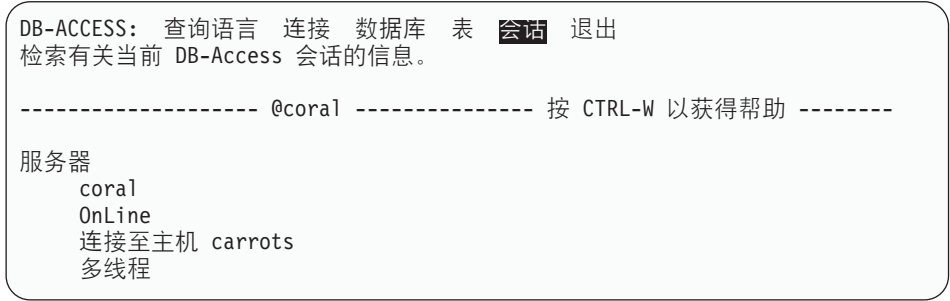 DB-ACCESS: 查询语言 连接 数据库 表 会话 退出
检索有关当前 DB-Access 会话的信息。
-------------------- @coral --------------- 按 CTRL-W 以获得帮助 --------
服务器
coral
OnLine
连接至主机 carrots
多线程